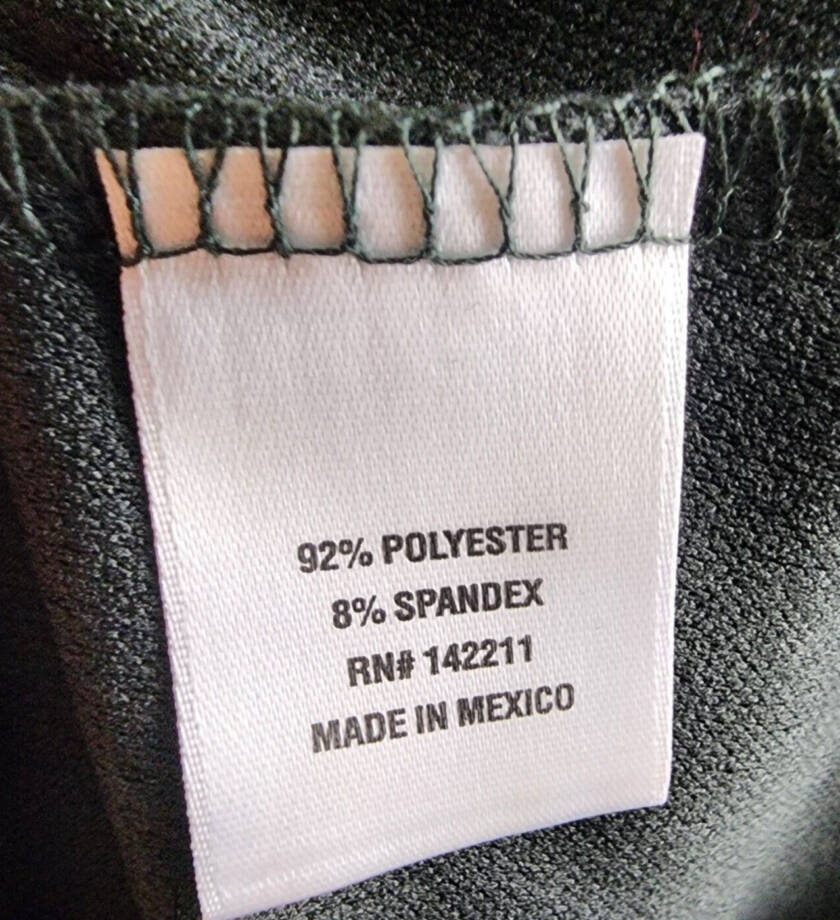 92% POLYESTER
8% SPANDEX
RN# 142211
MADE IN MEXICO